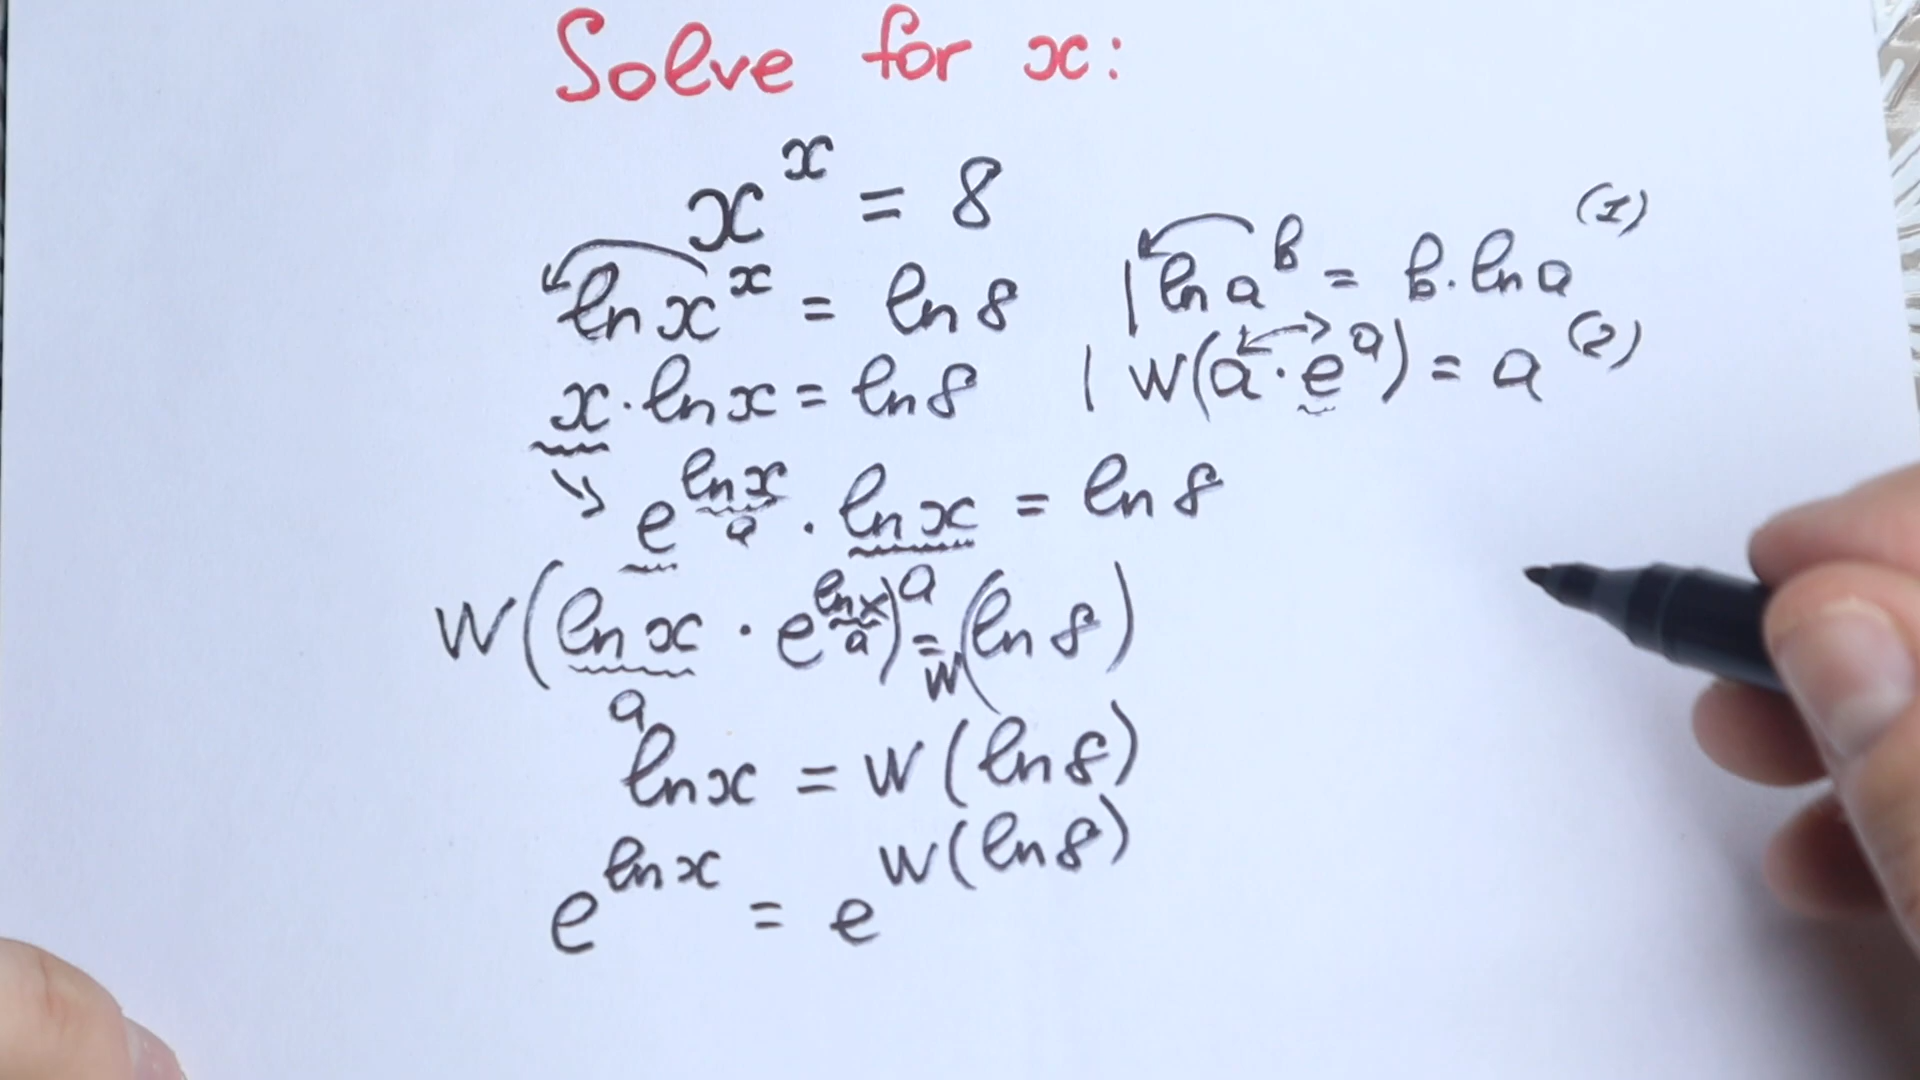 Solve for x:
x^x = 8
ln x^x = ln 8
| ln a^b = b · ln a (1)
x · ln x = ln 8
| W(a · e^a) = a (2)
e^(ln x) · ln x = ln 8
a
W(ln x · e^(ln x)) = W(ln 8)
a a a
ln x = W(ln 8)
e^(ln x) = e^(W(ln 8))